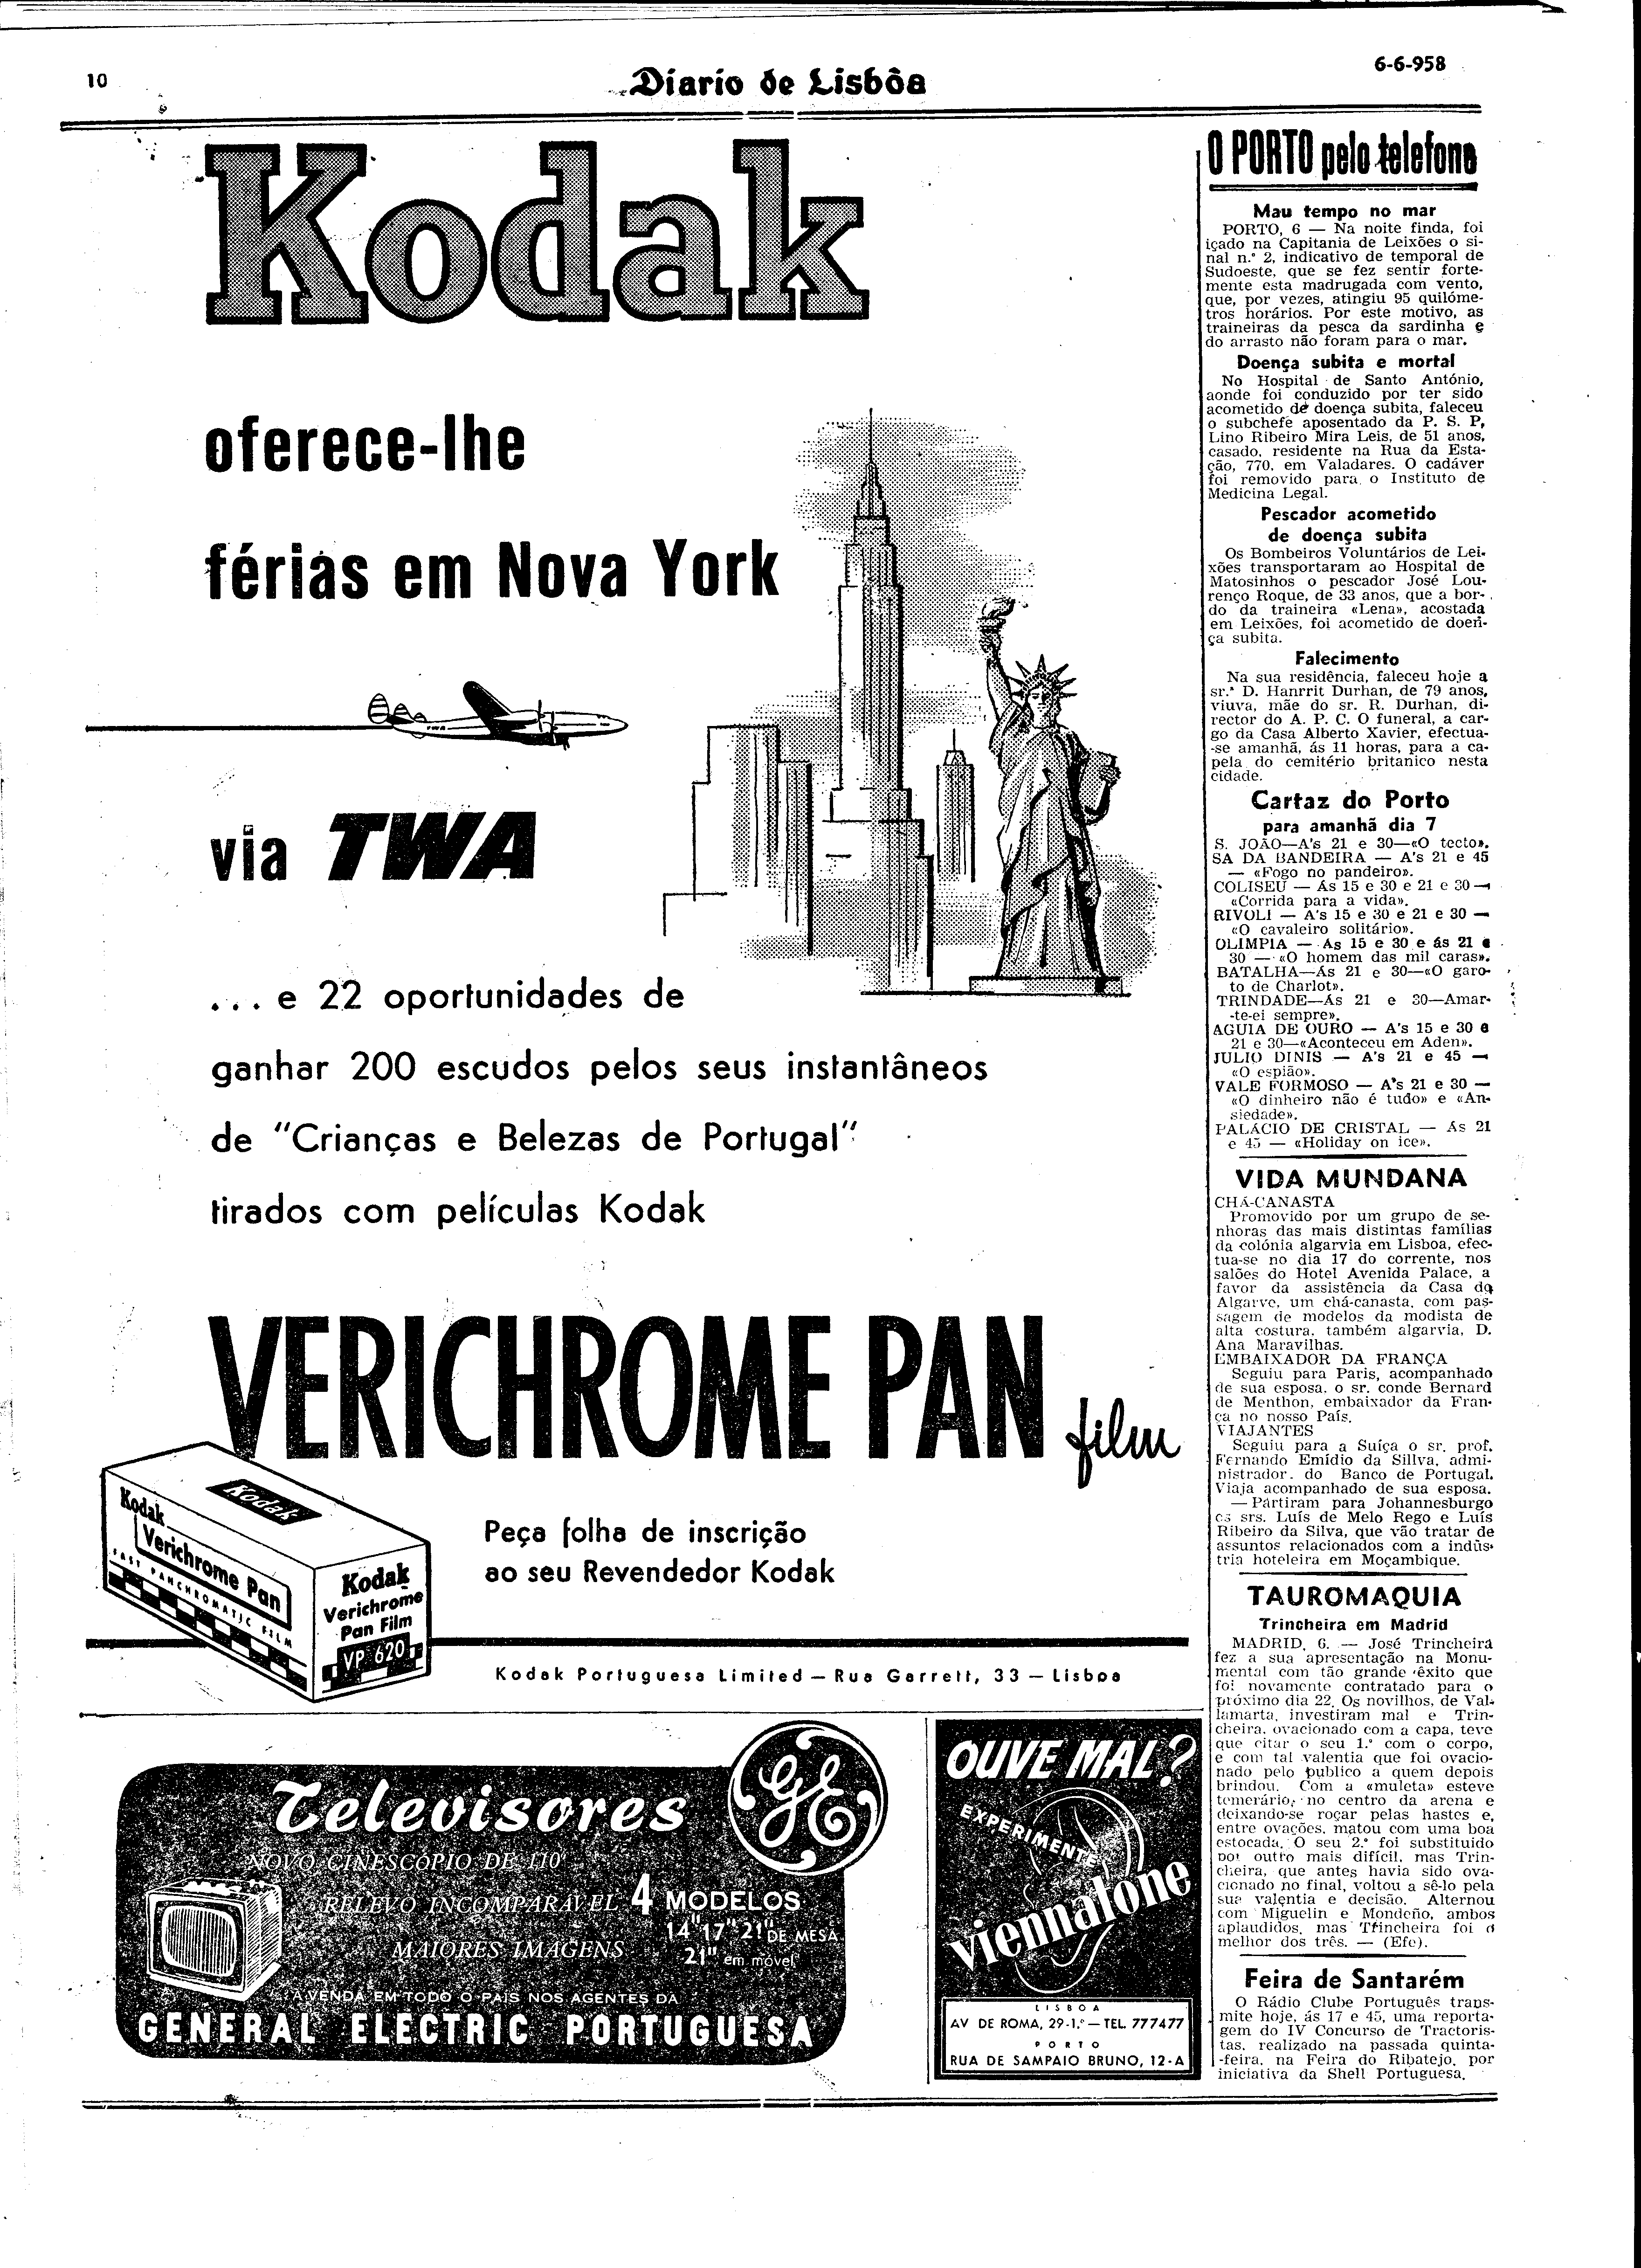 10
Diario de Lisbôa
6-6-958
Kodak
oferece-lhe
férias em Nova York
TWA
via TWA
... e 22 oportunidades de
ganhar 200 escudos pelos seus instantâneos
de "Crianças e Belezas de Portugal"
tirados com películas Kodak
VERICHROME PAN film
Kodak
Kodak
Verichrome Pan
FAST PANCHROMATIC FILM
Kodak
Verichrome
Pan Film
VP 620
Peça folha de inscrição
ao seu Revendedor Kodak
Kodak Portuguesa Limited — Rua Garrett, 33 — Lisboa
Televisores
GE
NOVO CINESCÓPIO DE 110°
RELEVO INCOMPARAVEL
MAIORES IMAGENS
4 MODELOS
14" 17" 21" DE MESA
21" em móvel
A VENDA EM TODO O PAÍS NOS AGENTES DA
GENERAL ELECTRIC PORTUGUESA
OUVE MAL?
EXPERIMENTE
viennatone
LISBOA
AV DE ROMA, 29-1.º — TEL. 777477
PORTO
RUA DE SAMPAIO BRUNO, 12-A
O PORTO pelo telefone
Mau tempo no mar
PORTO, 6 — Na noite finda, foi
içado na Capitania de Leixões o si-
nal n.º 2, indicativo de temporal de
Sudoeste, que se fez sentir forte-
mente esta madrugada com vento,
que, por vezes, atingiu 95 quilóme-
tros horários. Por este motivo, as
traineiras da pesca da sardinha e
do arrasto não foram para o mar.
Doença subita e mortal
No Hospital de Santo António,
aonde foi conduzido por ter sido
acometido de doença subita, faleceu
o subchefe aposentado da P. S. P,
Lino Ribeiro Mira Leis, de 51 anos,
casado, residente na Rua da Esta-
ção, 770, em Valadares. O cadáver
foi removido para o Instituto de
Medicina Legal.
Pescador acometido
de doença subita
Os Bombeiros Voluntários de Lei-
xões transportaram ao Hospital de
Matosinhos o pescador José Lou-
renço Roque, de 33 anos, que a bor-
do da traineira «Lena», acostada
em Leixões, foi acometido de doen-
ça subita.
Falecimento
Na sua residência, faleceu hoje a
sr.ª D. Hanrrit Durhan, de 79 anos,
viuva, mãe do sr. R. Durhan, di-
rector do A. P. C. O funeral, a car-
go da Casa Alberto Xavier, efectua-
-se amanhã, ás 11 horas, para a ca-
pela do cemitério britanico nesta
cidade.
Cartaz do Porto
para amanhã dia 7
S. JOÃO—A's 21 e 30—«O tecto».
SA DA BANDEIRA — A's 21 e 45
— «Fogo no pandeiro».
COLISEU — Ás 15 e 30 e 21 e 30 —
«Corrida para a vida».
RIVOLI — A's 15 e 30 e 21 e 30 —
«O cavaleiro solitário».
OLIMPIA — Ás 15 e 30 e ás 21 e
30 — «O homem das mil caras».
BATALHA—Ás 21 e 30—«O garo-
to de Charlot».
TRINDADE—Ás 21 e 30—Amar-
-te-ei sempre».
AGUIA DE OURO — A's 15 e 30 e
21 e 30—«Aconteceu em Aden».
JULIO DINIS — A's 21 e 45 —
«O espião».
VALE FORMOSO — A's 21 e 30 —
«O dinheiro não é tudo» e «An-
siedade».
PALÁCIO DE CRISTAL — Ás 21
e 45 — «Holiday on ice».
VIDA MUNDANA
CHÁ-CANASTA
Promovido por um grupo de se-
nhoras das mais distintas famílias
da colónia algarvia em Lisboa, efec-
tua-se no dia 17 do corrente, nos
salões do Hotel Avenida Palace, a
favor da assistência da Casa do
Algarve, um chá-canasta, com pas-
sagem de modelos da modista de
alta costura, também algarvia, D.
Ana Maravilhas.
EMBAIXADOR DA FRANÇA
Seguiu para Paris, acompanhado
de sua esposa, o sr. conde Bernard
de Menthon, embaixador da Fran-
ça no nosso País.
VIAJANTES
Seguiu para a Suíça o sr. prof.
Fernando Emídio da Sillva, admi-
nistrador do Banco de Portugal.
Viaja acompanhado de sua esposa.
— Partiram para Johannesburgo
os srs. Luís de Melo Rego e Luís
Ribeiro da Silva, que vão tratar de
assuntos relacionados com a indús-
tria hoteleira em Moçambique.
TAUROMAQUIA
Trincheira em Madrid
MADRID, 6. — José Trincheira
fez a sua apresentação na Monu-
mental com tão grande êxito que
foi novamente contratado para o
próximo dia 22. Os novilhos, de Val-
lamarta, investiram mal e Trin-
cheira, ovacionado com a capa, teve
que citar o seu 1.º com o corpo,
e com tal valentia que foi ovacio-
nado pelo publico a quem depois
brindou. Com a «muleta» esteve
temerário, no centro da arena e
deixando-se roçar pelas hastes e,
entre ovações, matou com uma boa
estocada. O seu 2.º foi substituido
por outro mais difícil, mas Trin-
cheira, que antes havia sido ova-
cionado no final, voltou a sê-lo pela
sua valentia e decisão. Alternou
com Miguelin e Mondeño, ambos
aplaudidos, mas Trincheira foi o
melhor dos três. — (Efe).
Feira de Santarém
O Rádio Clube Português trans-
mite hoje, ás 17 e 45, uma reporta-
gem do IV Concurso de Tractoris-
tas, realizado na passada quinta-
-feira, na Feira do Ribatejo, por
iniciativa da Shell Portuguesa.